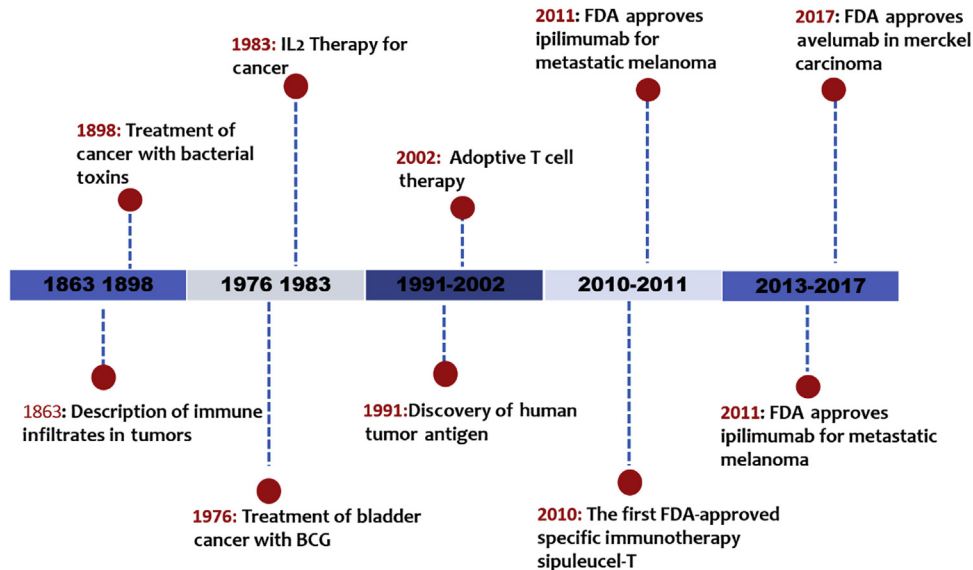 2011: FDA approves
ipilimumab for
metastatic melanoma
2017: FDA approves
avelumab in merckel
carcinoma
1983: IL2 Therapy for
cancer
1898: Treatment of
cancer with bacterial
toxins
2002: Adoptive T cell
therapy
1863 1898
1976 1983
1991-2002
2010-2011
2013-2017
1863: Description of immune
infiltrates in tumors
1991:Discovery of human
tumor antigen
2011: FDA approves
ipilimumab for metastatic
melanoma
1976: Treatment of bladder
cancer with BCG
2010: The first FDA-approved
specific immunotherapy
sipuleucel-T